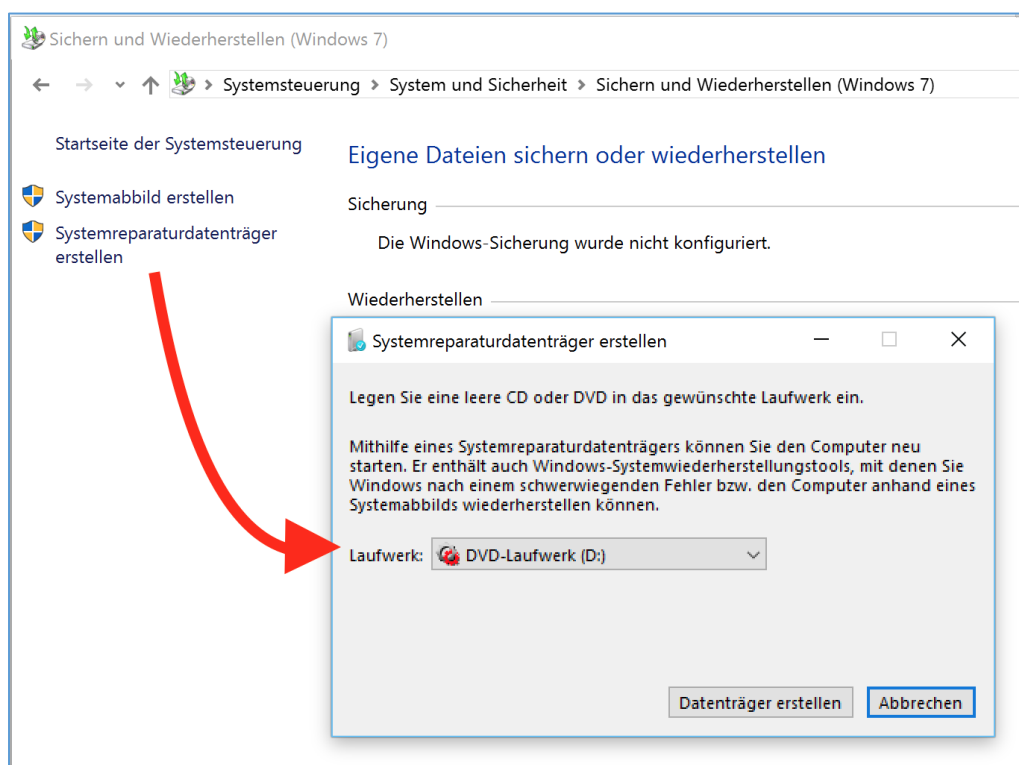 Sichern und Wiederherstellen (Windows 7)
Systemsteuerung > System und Sicherheit > Sichern und Wiederherstellen (Windows 7)
Startseite der Systemsteuerung
Systemabbild erstellen
Systemreparaturdatenträger
erstellen
Eigene Dateien sichern oder wiederherstellen
Sicherung
Die Windows-Sicherung wurde nicht konfiguriert.
Wiederherstellen
Systemreparaturdatenträger erstellen
Legen Sie eine leere CD oder DVD in das gewünschte Laufwerk ein.
Mithilfe eines Systemreparaturdatenträgers können Sie den Computer neu
starten. Er enthält auch Windows-Systemwiederherstellungstools, mit denen Sie
Windows nach einem schwerwiegenden Fehler bzw. den Computer anhand eines
Systemabbilds wiederherstellen können.
Laufwerk: DVD-Laufwerk (D:)
Datenträger erstellen
Abbrechen